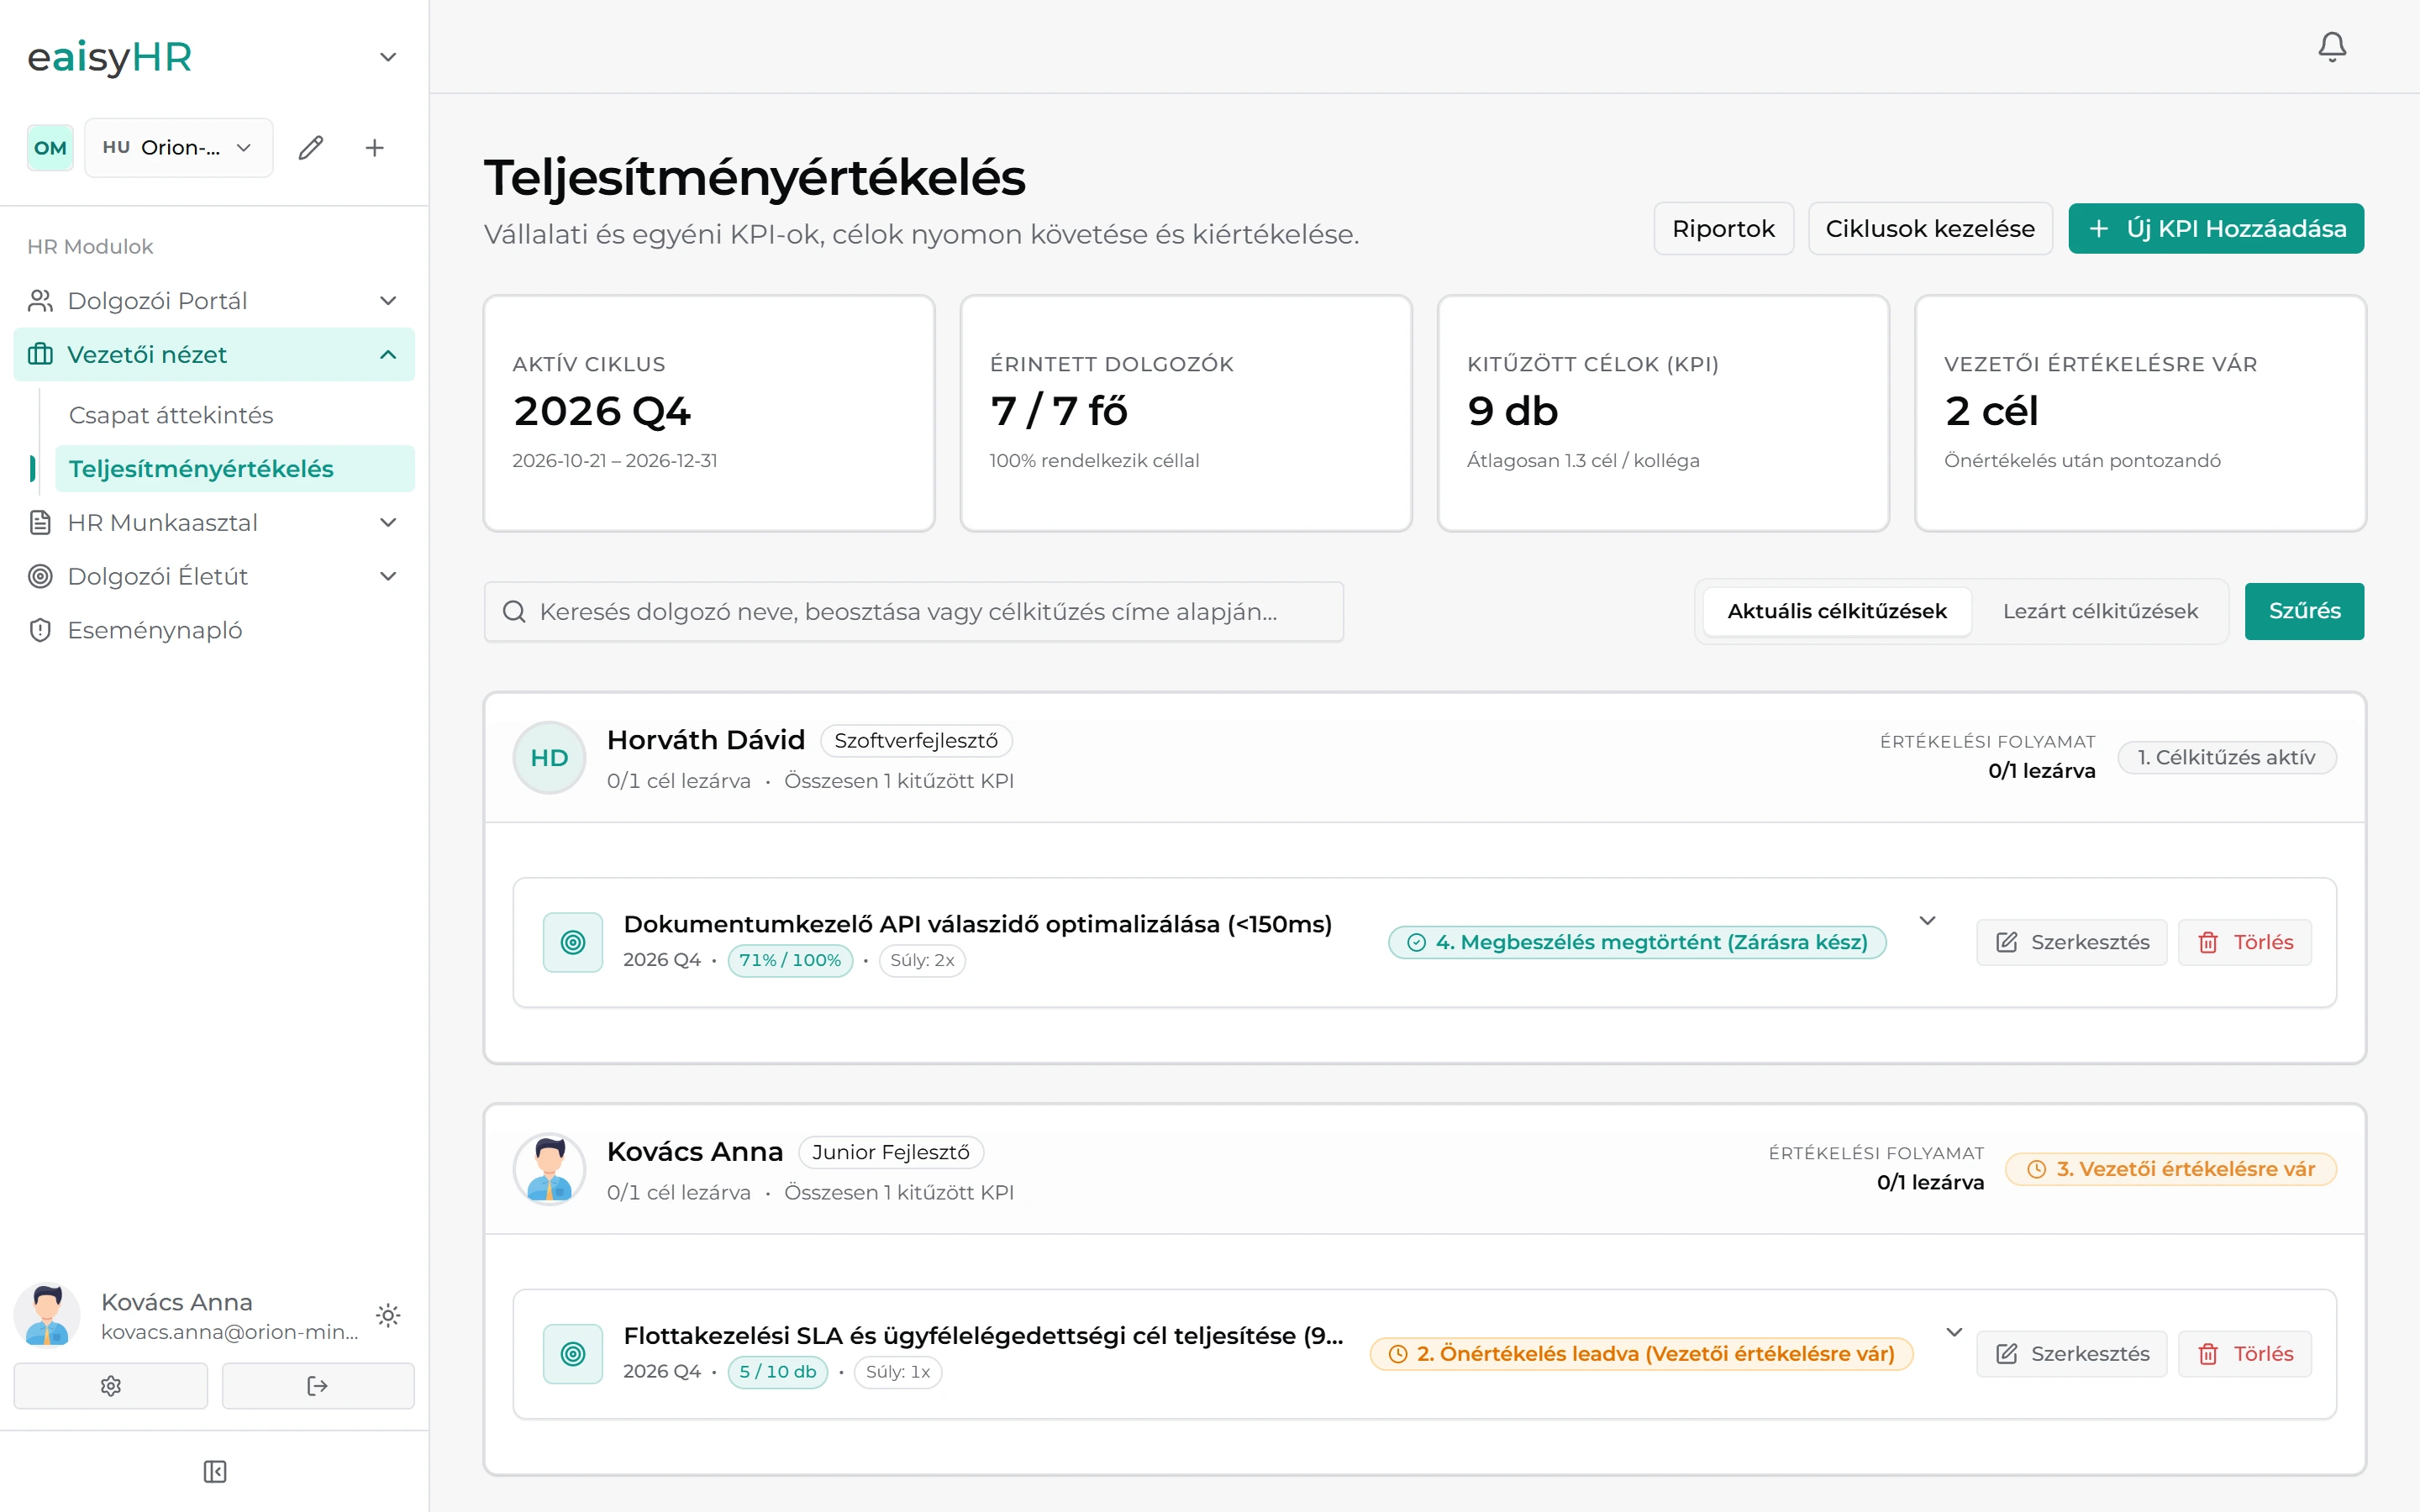 eaisyHR
OM HU Orion-...
HR Modulok
Dolgozói Portál
Vezetői nézet
Csapat áttekintés
Teljesítményértékelés
HR Munkaasztal
Dolgozói Életút
Eseménynapló
Kovács Anna
kovacs.anna@orion-min...
Teljesítményértékelés
Vállalati és egyéni KPI-ok, célok nyomon követése és kiértékelése.
Riportok
Ciklusok kezelése
+ Új KPI Hozzáadása
AKTÍV CIKLUS
2026 Q4
2026-10-21 – 2026-12-31
ÉRINTETT DOLGOZÓK
7 / 7 fő
100% rendelkezik céllal
KITŰZÖTT CÉLOK (KPI)
9 db
Átlagosan 1.3 cél / kolléga
VEZETŐI ÉRTÉKELÉSRE VÁR
2 cél
Önértékelés után pontozandó
Keresés dolgozó neve, beosztása vagy célkitűzés címe alapján...
Aktuális célkitűzések
Lezárt célkitűzések
Szűrés
HD
Horváth Dávid
Szoftverfejlesztő
0/1 cél lezárva • Összesen 1 kitűzött KPI
ÉRTÉKELÉSI FOLYAMAT
0/1 lezárva
1. Célkitűzés aktív
Dokumentumkezelő API válaszidő optimalizálása (<150ms)
2026 Q4 • 71% / 100% • Súly: 2x
4. Megbeszélés megtörtént (Zárásra kész)
Szerkesztés
Törlés
Kovács Anna
Junior Fejlesztő
0/1 cél lezárva • Összesen 1 kitűzött KPI
ÉRTÉKELÉSI FOLYAMAT
0/1 lezárva
3. Vezetői értékelésre vár
Flottakezelési SLA és ügyfélelégedettségi cél teljesítése (9...
2026 Q4 • 5 / 10 db • Súly: 1x
2. Önértékelés leadva (Vezetői értékelésre vár)
Szerkesztés
Törlés